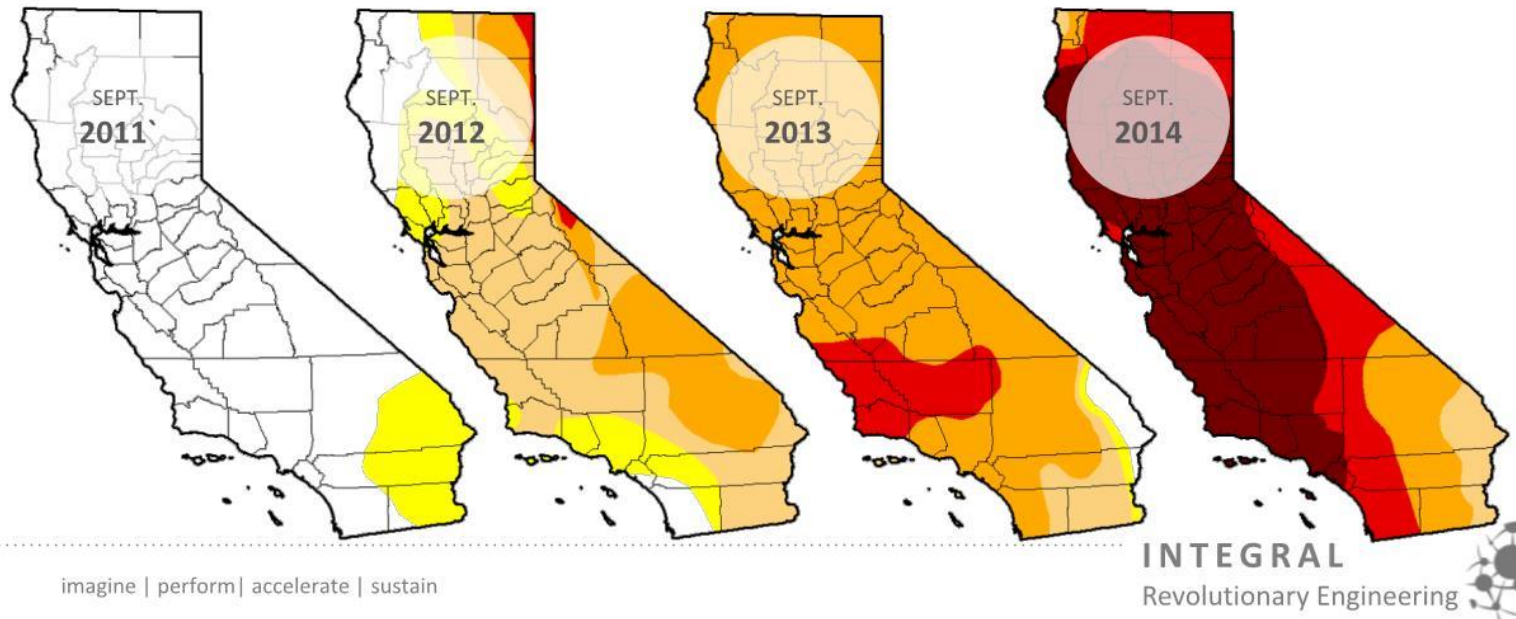 SEPT.
2011
SEPT.
2012
SEPT.
2013
SEPT.
2014
imagine | perform| accelerate | sustain
INTEGRAL
Revolutionary Engineering